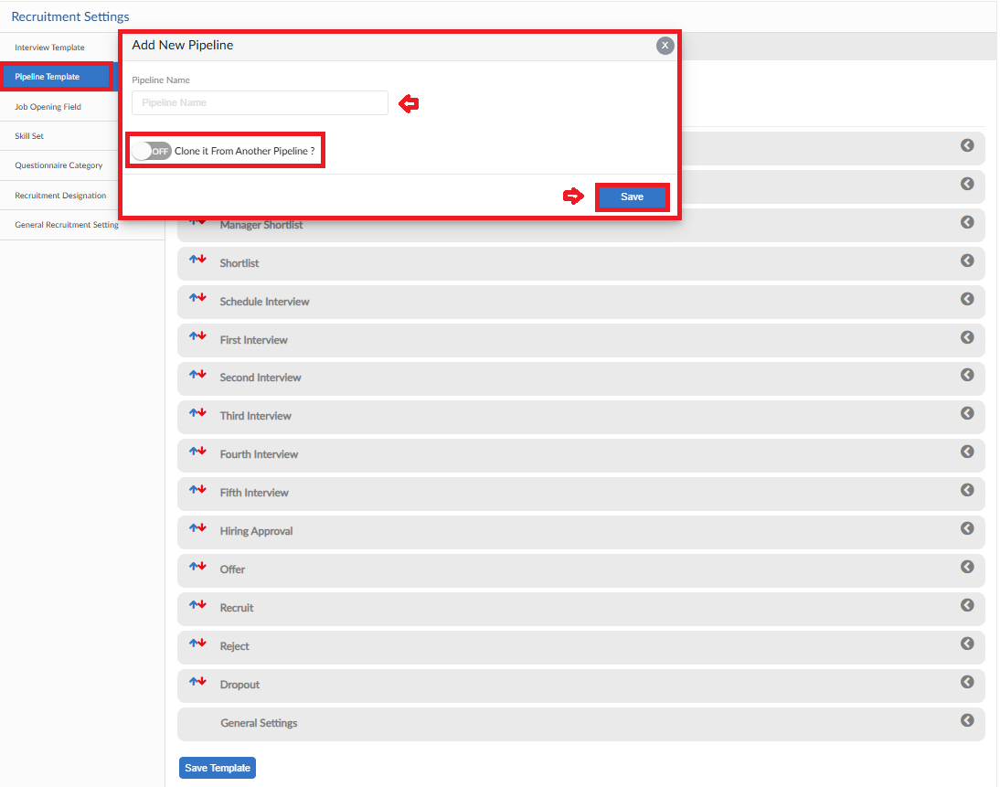 Recruitment Settings
Interview Template
Pipeline Template
Job Opening Field
Skill Set
Questionnaire Category
Recruitment Designation
General Recruitment Setting
Add New Pipeline
X
Pipeline Name
Pipeline Name
OFF Clone it From Another Pipeline ?
Save
Manager Shortlist
Shortlist
Schedule Interview
First Interview
Second Interview
Third Interview
Fourth Interview
Fifth Interview
Hiring Approval
Offer
Recruit
Reject
Dropout
General Settings
Save Template